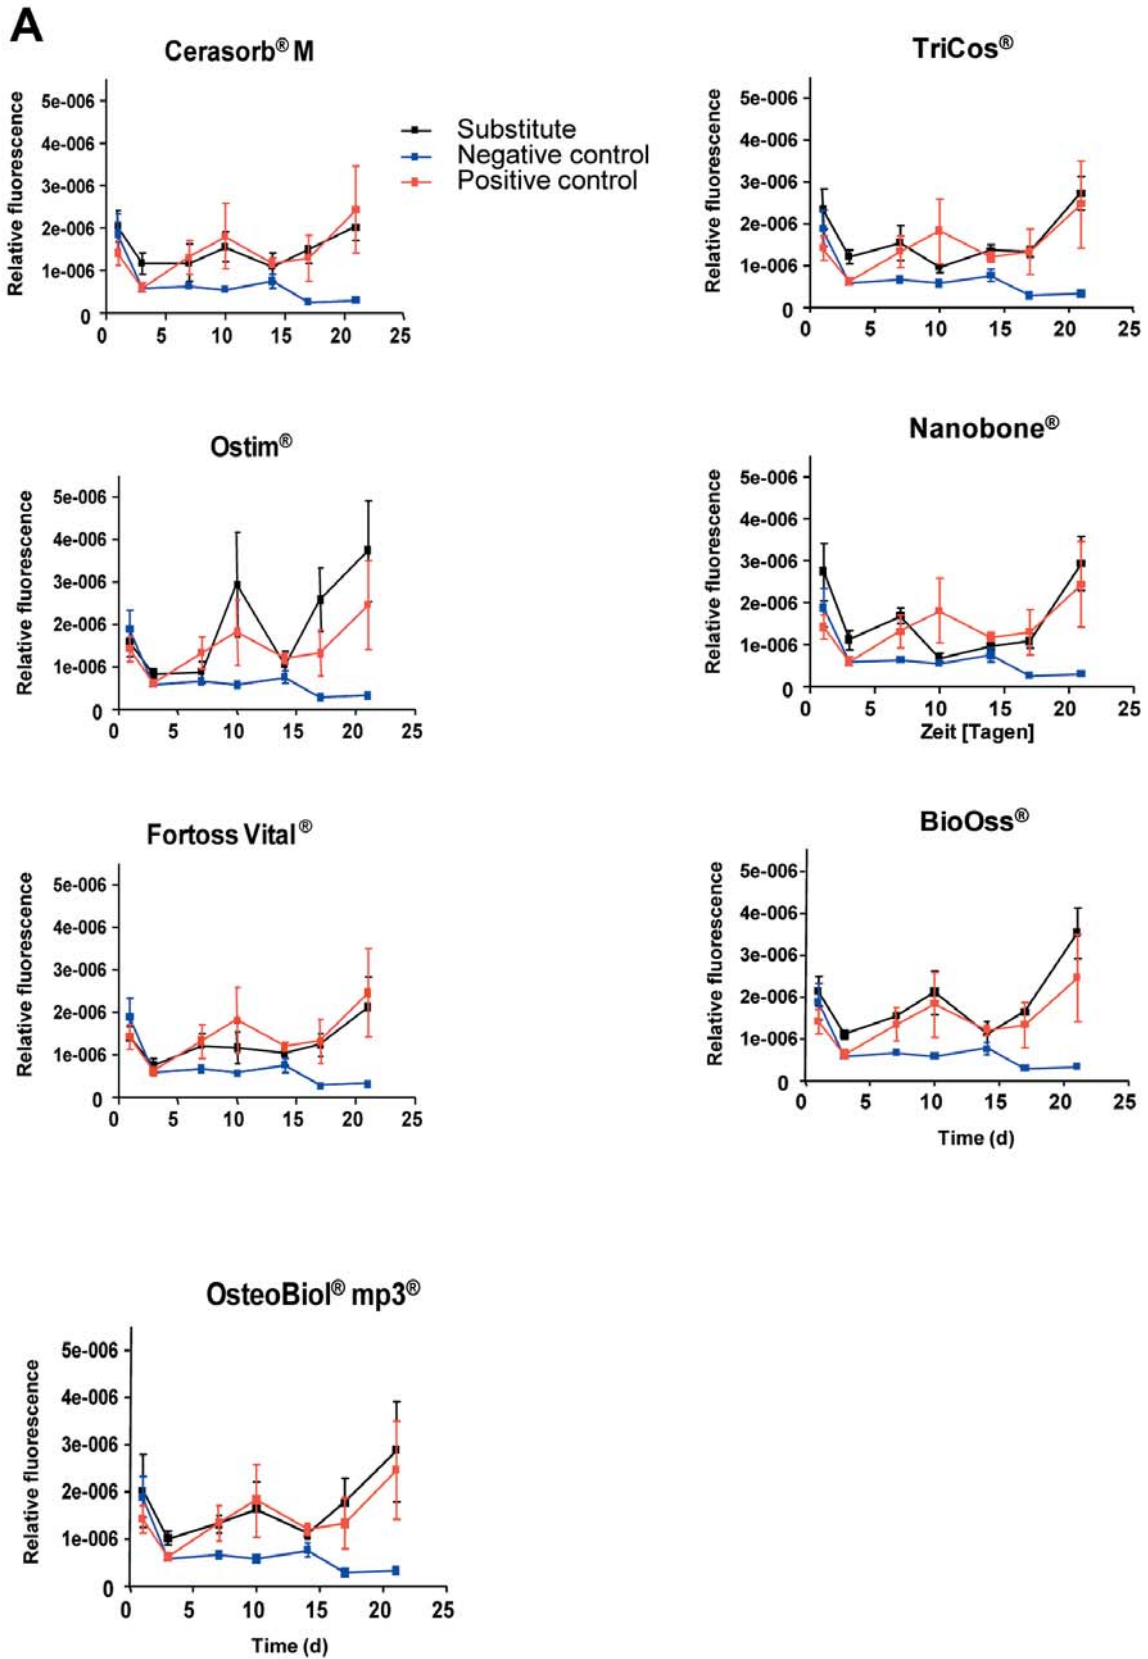 A
Cerasorb® M
Relative fluorescence
5e-006
4e-006
3e-006
2e-006
1e-006
0
0 5 10 15 20 25
Substitute
Negative control
Positive control
TriCos®
Relative fluorescence
5e-006
4e-006
3e-006
2e-006
1e-006
0
0 5 10 15 20 25
Ostim®
Relative fluorescence
5e-006
4e-006
3e-006
2e-006
1e-006
0
0 5 10 15 20 25
Nanobone®
Relative fluorescence
5e-006
4e-006
3e-006
2e-006
1e-006
0
0 5 10 15 20 25
Zeit [Tagen]
Fortoss Vital®
Relative fluorescence
5e-006
4e-006
3e-006
2e-006
1e-006
0
0 5 10 15 20 25
BioOss®
Relative fluorescence
5e-006
4e-006
3e-006
2e-006
1e-006
0
0 5 10 15 20 25
Time (d)
OsteoBiol® mp3®
Relative fluorescence
5e-006
4e-006
3e-006
2e-006
1e-006
0
0 5 10 15 20 25
Time (d)